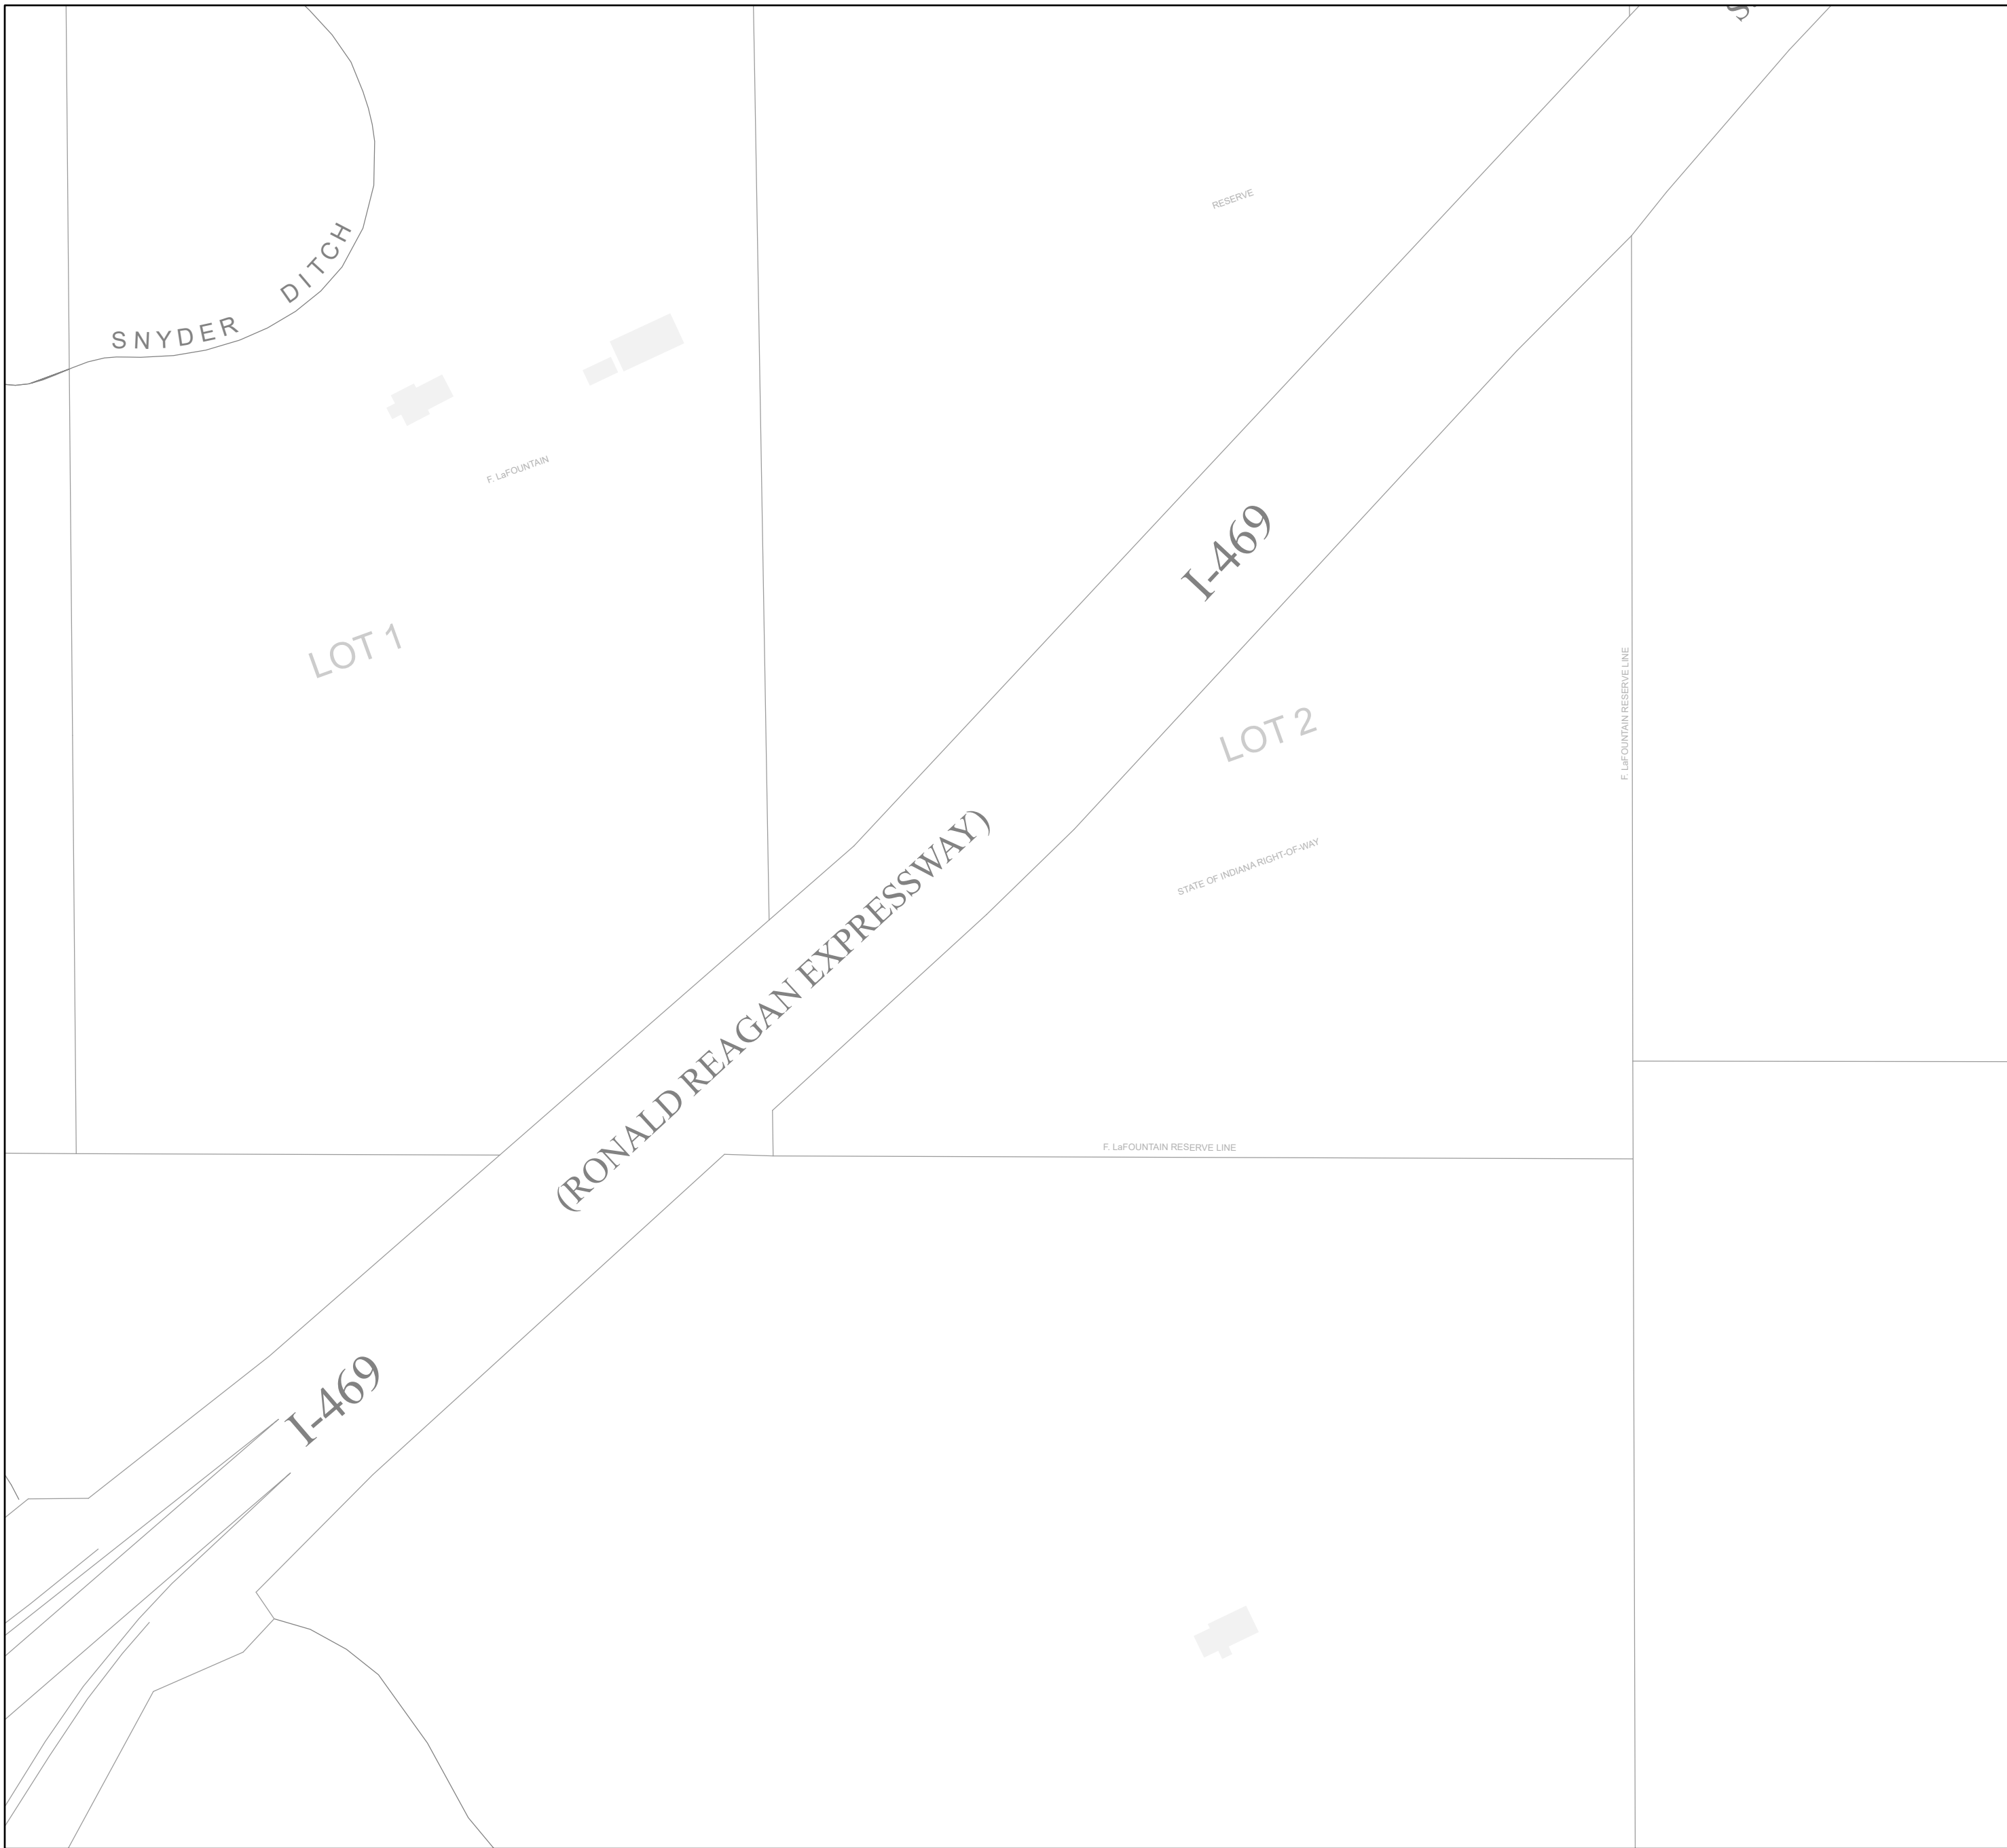 RESERVE
SNYDER DITCH
F. LaFOUNTAIN
I-469
LOT 1
F. LaFOUNTAIN RESERVE LINE
LOT 2
STATE OF INDIANA RIGHT-OF-WAY
(RONALD REAGAN EXPRESSWAY)
F. LaFOUNTAIN RESERVE LINE
I-469